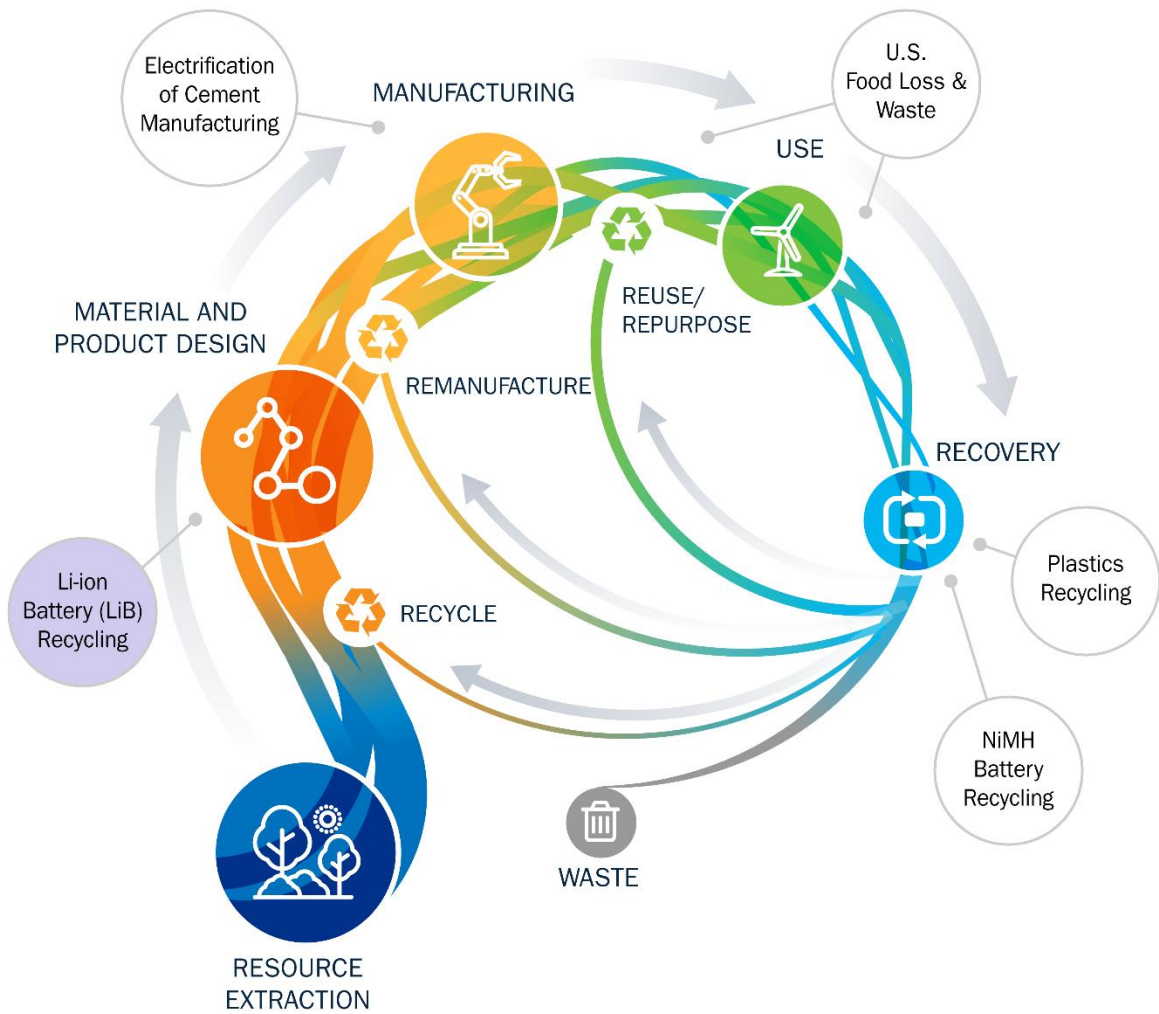 Electrification
of Cement
Manufacturing
MANUFACTURING
U.S.
Food Loss &
Waste
USE
MATERIAL AND
PRODUCT DESIGN
REUSE/
REPURPOSE
REMANUFACTURE
RECOVERY
Li-ion
Battery (LiB)
Recycling
RECYCLE
Plastics
Recycling
NiMH
Battery
Recycling
WASTE
RESOURCE
EXTRACTION